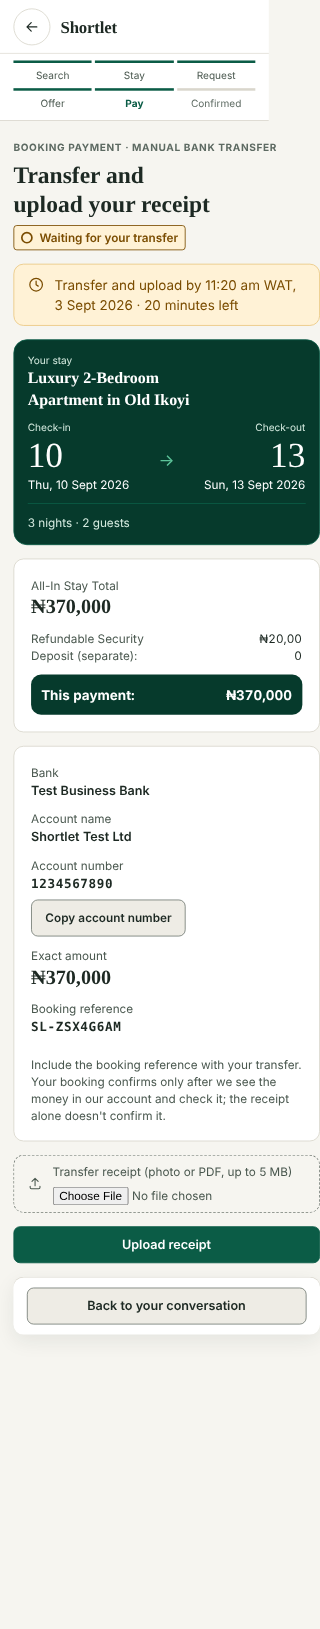 Shortlet
Search Stay Request
Offer Pay Confirmed
BOOKING PAYMENT · MANUAL BANK TRANSFER
Transfer and
upload your receipt
Waiting for your transfer
Transfer and upload by 11:20 am WAT,
3 Sept 2026 · 20 minutes left
Your stay
Luxury 2-Bedroom
Apartment in Old Ikoyi
Check-in Check-out
10 → 13
Thu, 10 Sept 2026 Sun, 13 Sept 2026
3 nights · 2 guests
All-In Stay Total
₦370,000
Refundable Security ₦20,00
Deposit (separate): 0
This payment: ₦370,000
Bank
Test Business Bank
Account name
Shortlet Test Ltd
Account number
1234567890
Copy account number
Exact amount
₦370,000
Booking reference
SL-ZSX4G6AM
Include the booking reference with your transfer.
Your booking confirms only after we see the
money in our account and check it; the receipt
alone doesn't confirm it.
Transfer receipt (photo or PDF, up to 5 MB)
Choose File No file chosen
Upload receipt
Back to your conversation